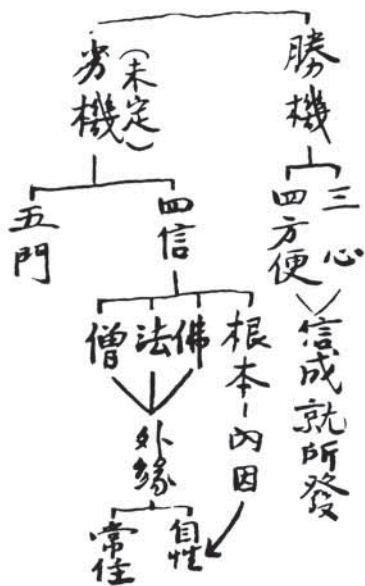 勝機
三心
四方便
信成就所發
劣機
(未定)
四信
五門
根本-內因
佛
法
僧
外緣
自性
常住